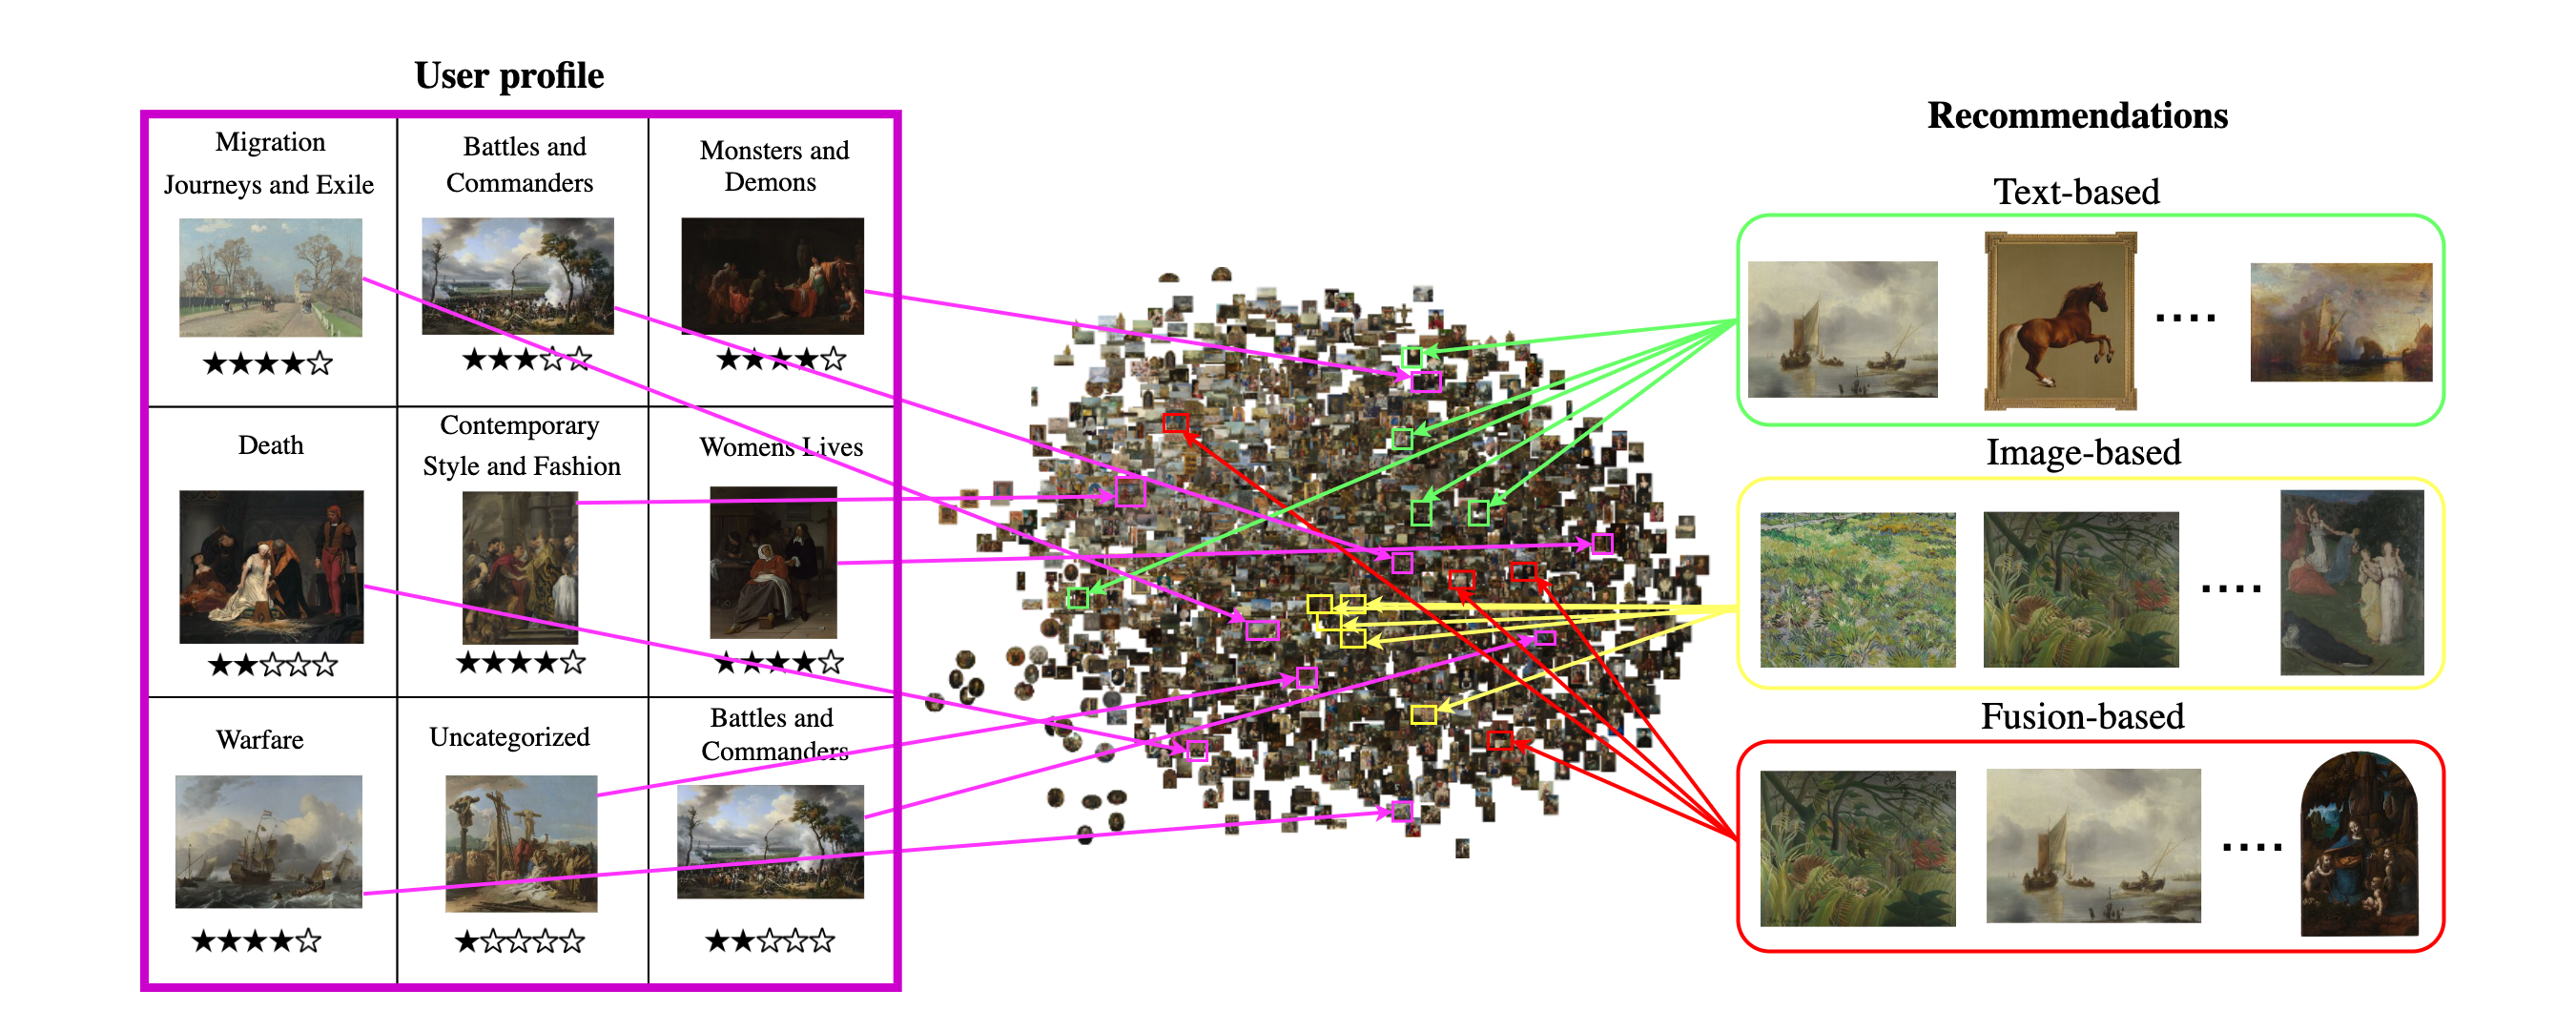 User profile
Recommendations
Migration
Journeys and Exile
Battles and
Commanders
Monsters and
Demons
Death
Contemporary
Style and Fashion
Womens Lives
Warfare
Uncategorized
Battles and
Commanders
Text-based
Image-based
Fusion-based